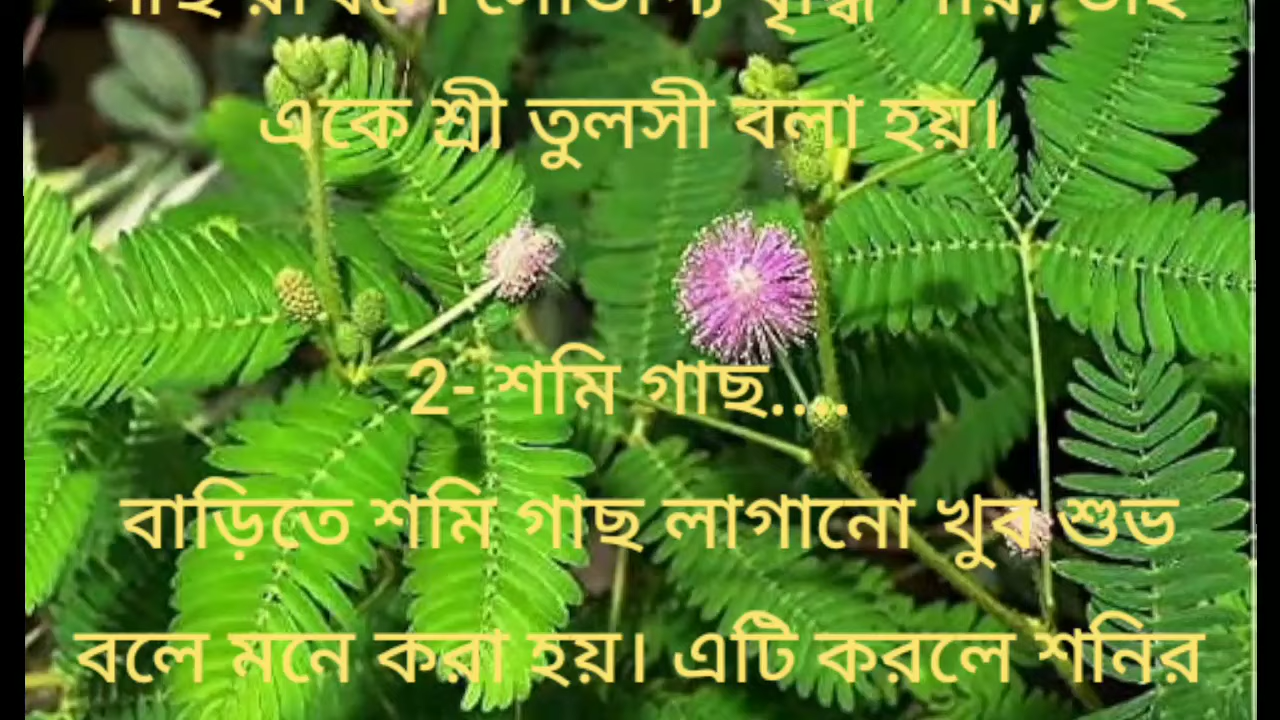 একে শ্রী তুলসী বলা হয়।
2- শমি গাছ....
বাড়িতে শমি গাছ লাগানো খুব শুভ
বলে মনে করা হয়। এটি করলে শনির